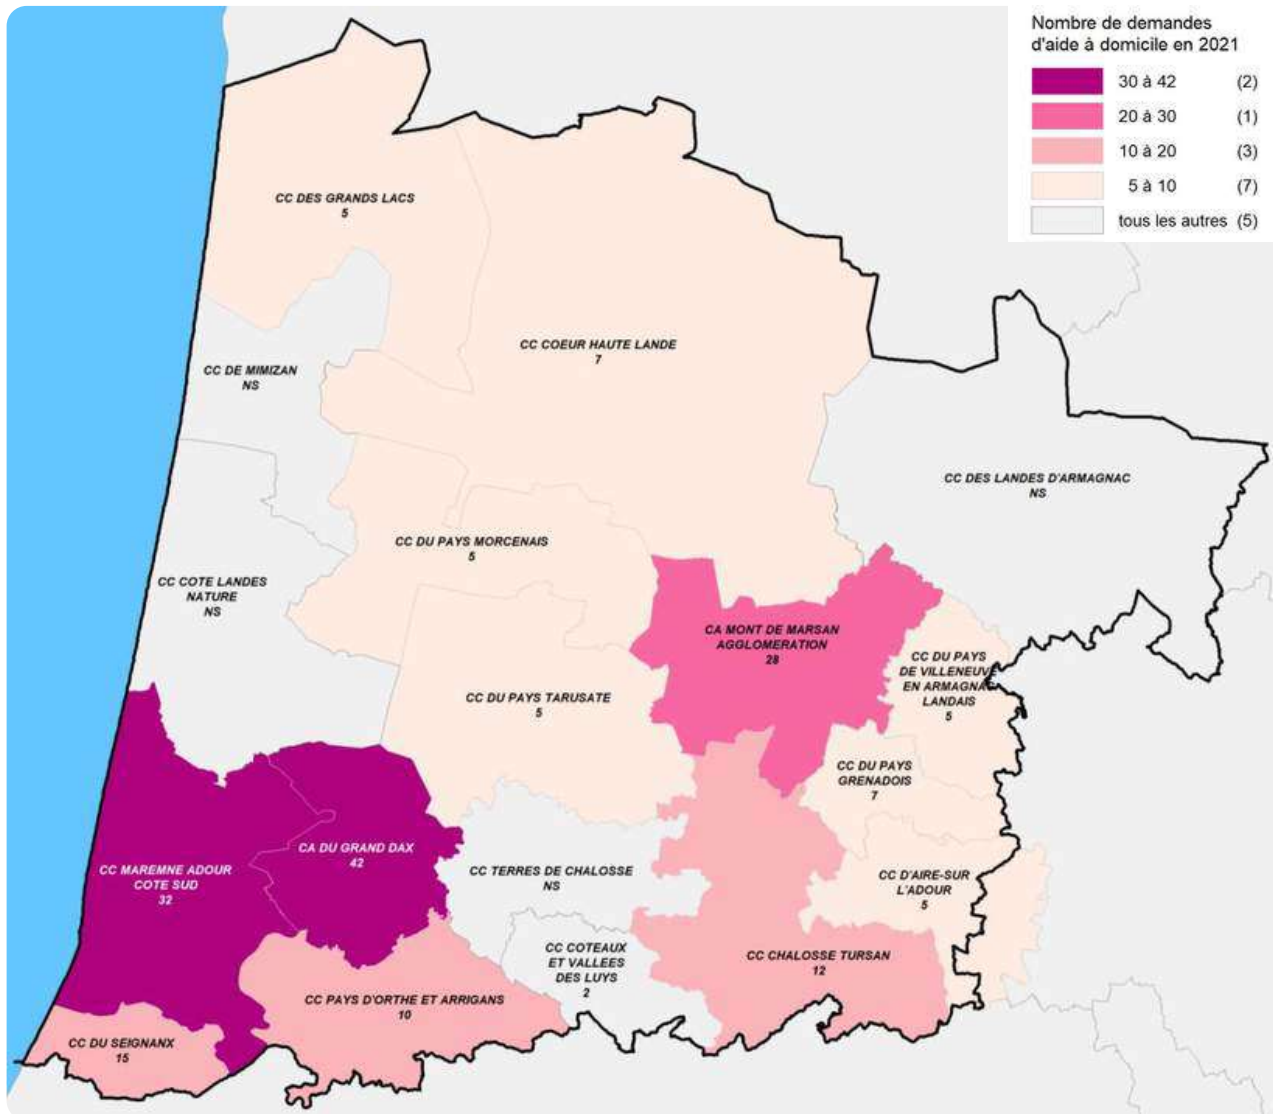 Nombre de demandes
d'aide à domicile en 2021
30 à 42 (2)
20 à 30 (1)
10 à 20 (3)
5 à 10 (7)
tous les autres (5)
CC DES GRANDS LACS
5
CC COEUR HAUTE LANDE
7
CC DE MIMIZAN
NS
CC DES LANDES D'ARMAGNAC
NS
CC DU PAYS MORCENAIS
5
CC COTE LANDES
NATURE
NS
CA MONT DE MARSAN
AGGLOMERATION
28
CC DU PAYS
DE VILLENEUVE
EN ARMAGNAC
LANDAIS
5
CC DU PAYS TARUSATE
5
CC DU PAYS
GRENADOIS
7
CA DU GRAND DAX
42
CC MAREMNE ADOUR
COTE SUD
32
CC TERRES DE CHALOSSE
NS
CC D'AIRE-SUR
L'ADOUR
5
CC COTEAUX
ET VALLEES
DES LUYS
2
CC CHALOSSE TURSAN
12
CC PAYS D'ORTHE ET ARRIGANS
10
CC DU SEIGNANX
15